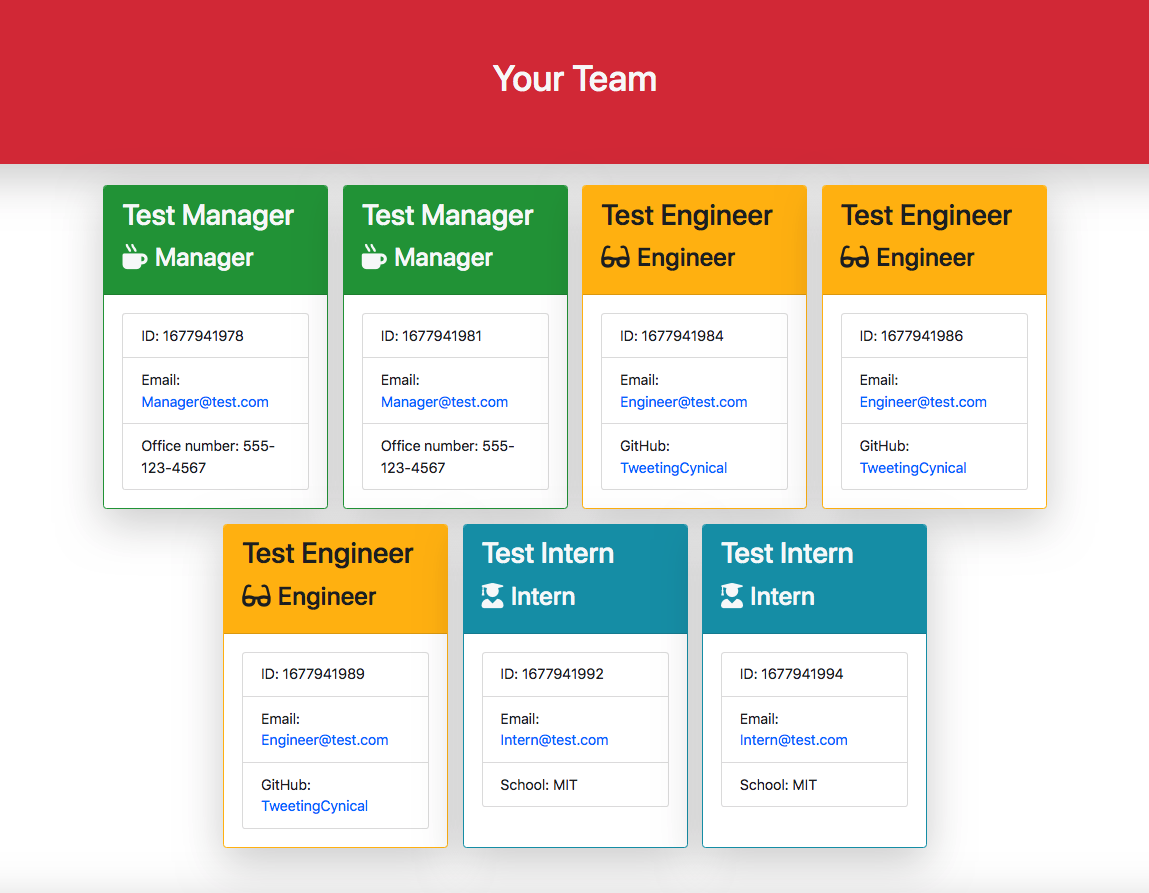 Your Team
Test Manager
Manager
ID: 1677941978
Email:
Manager@test.com
Office number: 555-
123-4567
Test Manager
Manager
ID: 1677941981
Email:
Manager@test.com
Office number: 555-
123-4567
Test Engineer
Engineer
ID: 1677941984
Email:
Engineer@test.com
GitHub:
TweetingCynical
Test Engineer
Engineer
ID: 1677941986
Email:
Engineer@test.com
GitHub:
TweetingCynical
Test Engineer
Engineer
ID: 1677941989
Email:
Engineer@test.com
GitHub:
TweetingCynical
Test Intern
Intern
ID: 1677941992
Email:
Intern@test.com
School: MIT
Test Intern
Intern
ID: 1677941994
Email:
Intern@test.com
School: MIT